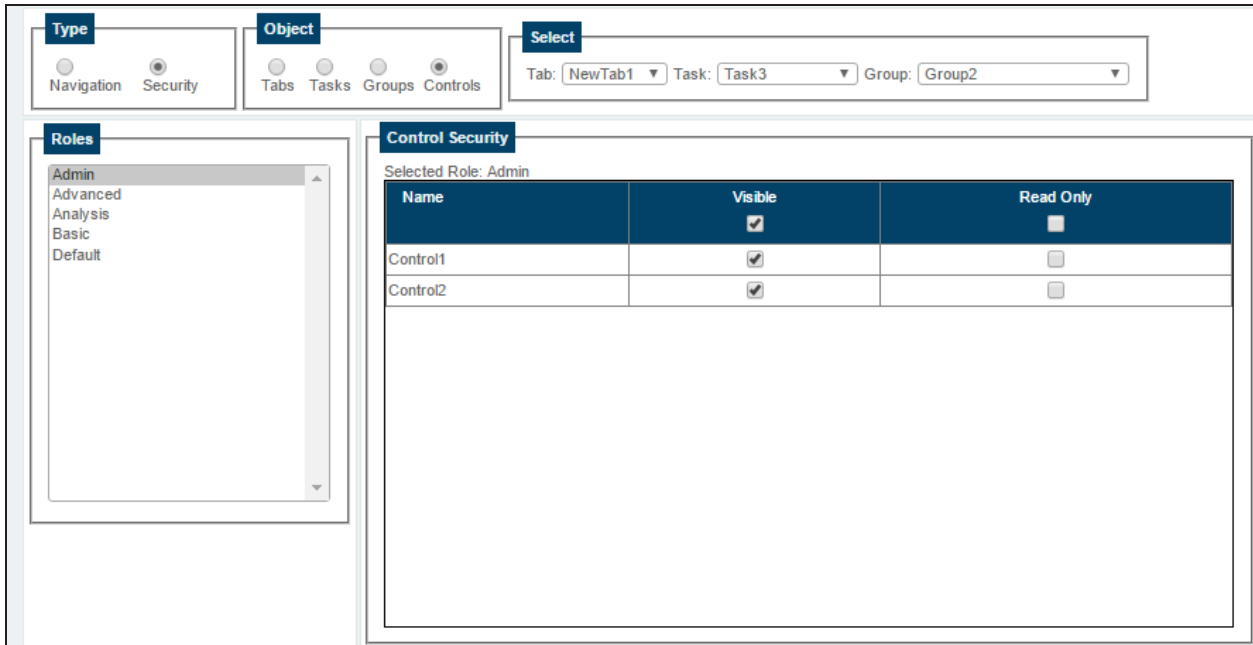 Type
Navigation Security
Object
Tabs Tasks Groups Controls
Select
Tab: NewTab1 Task: Task3 Group: Group2
Roles
Admin
Advanced
Analysis
Basic
Default
Control Security
Selected Role: Admin
Name Visible Read Only
Control1
Control2